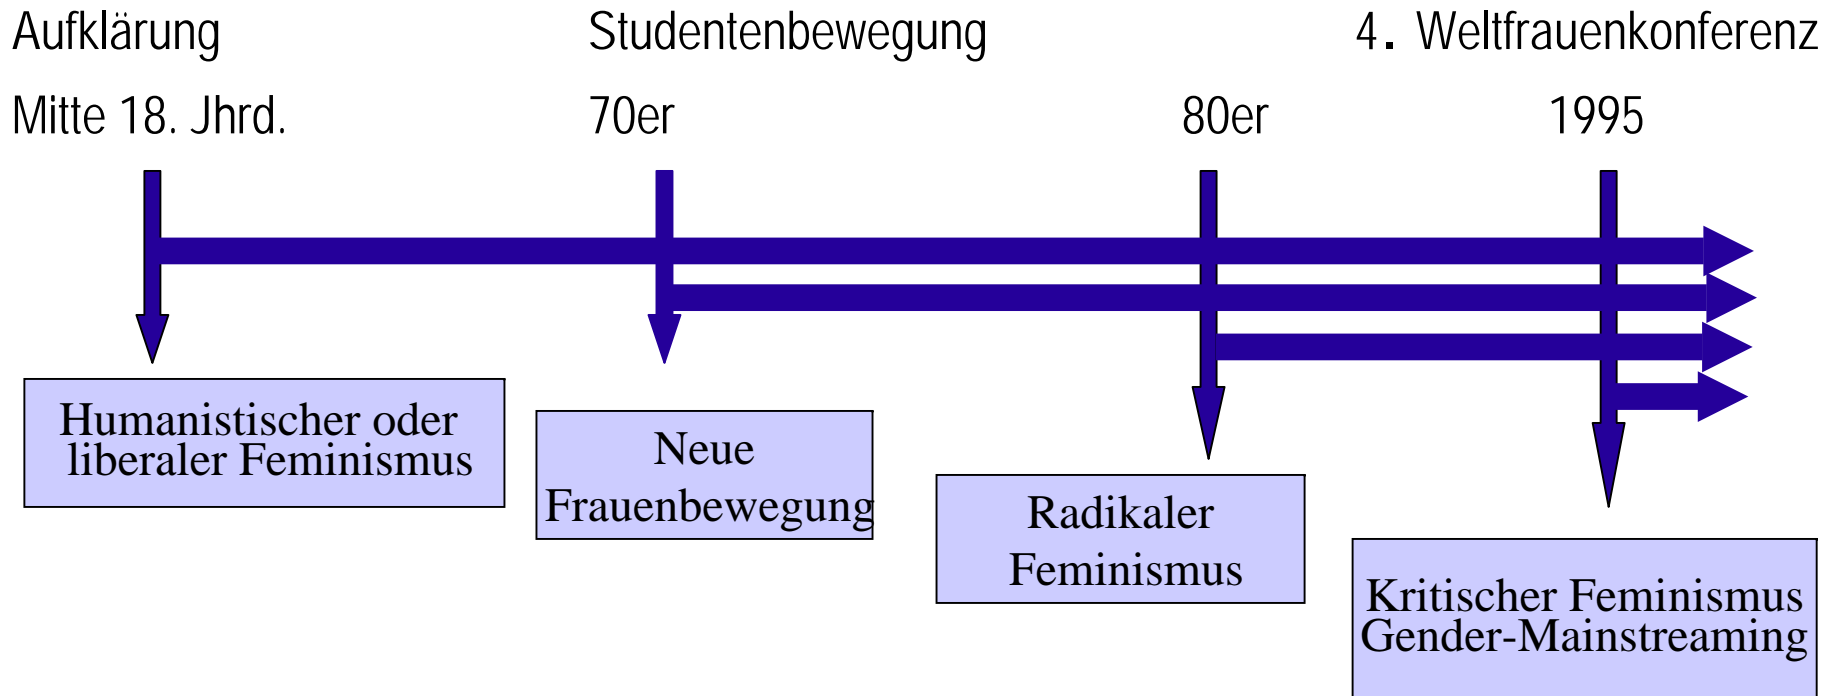 Aufklärung
Studentenbewegung
4. Weltfrauenkonferenz
Mitte 18. Jhrd.
70er
80er
1995
Humanistischer oder
liberaler Feminismus
Neue
Frauenbewegung
Radikaler
Feminismus
Kritischer Feminismus
Gender-Mainstreaming